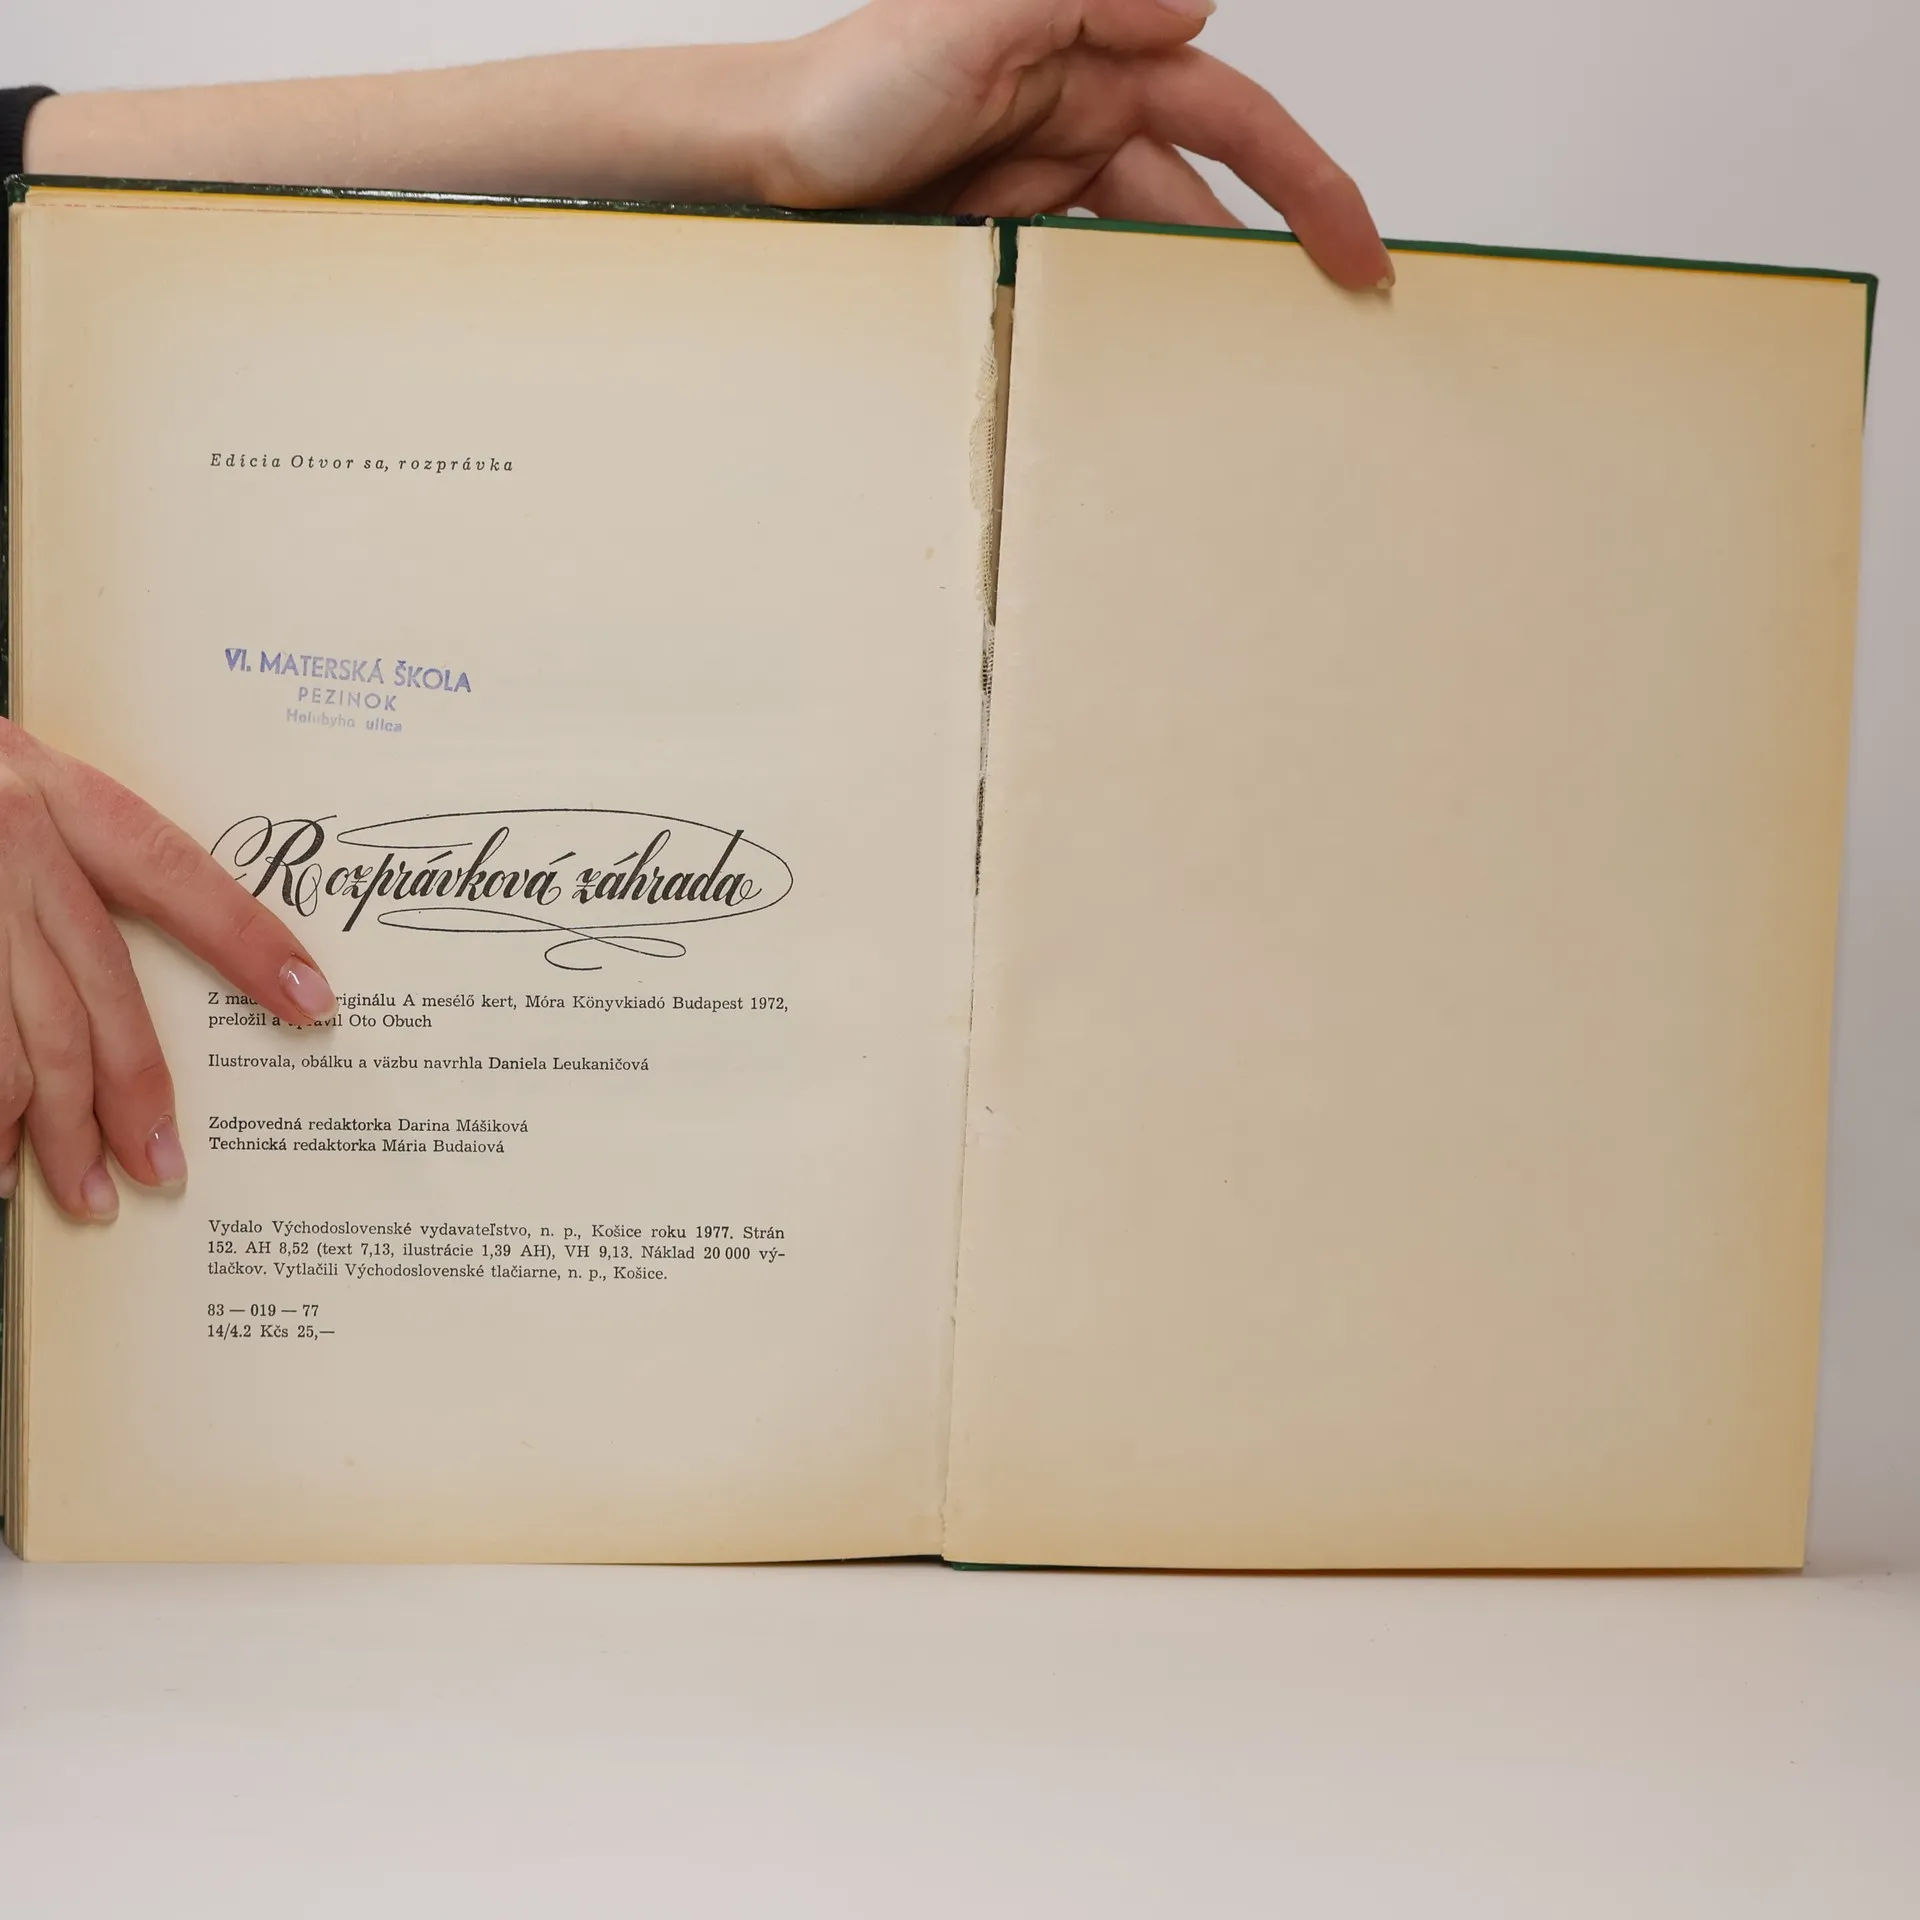 Edícia Otvor sa, rozprávka
VI. MATERSKÁ ŠKOLA
PEZINOK
Holubyho ulica
Rozprávková záhrada
Z A mesélő kert, Móra Könyvkiadó Budapest 1972,
preložil a Oto Obuch
Ilustrovala, obálku a väzbu navrhla Daniela Leukaničová
Zodpovedná redaktorka Darina Mášiková
Technická redaktorka Mária Budaiová
Vydalo Východoslovenské vydavateľstvo, n. p., Košice roku 1977. Strán
152. AH 8,52 (text 7,13, ilustrácie 1,39 AH), VH 9,13. Náklad 20 000 vý-
tlačkov. Vytlačili Východoslovenské tlačiarne, n. p., Košice.
83 — 019 — 77
14/4.2 Kčs 25,—